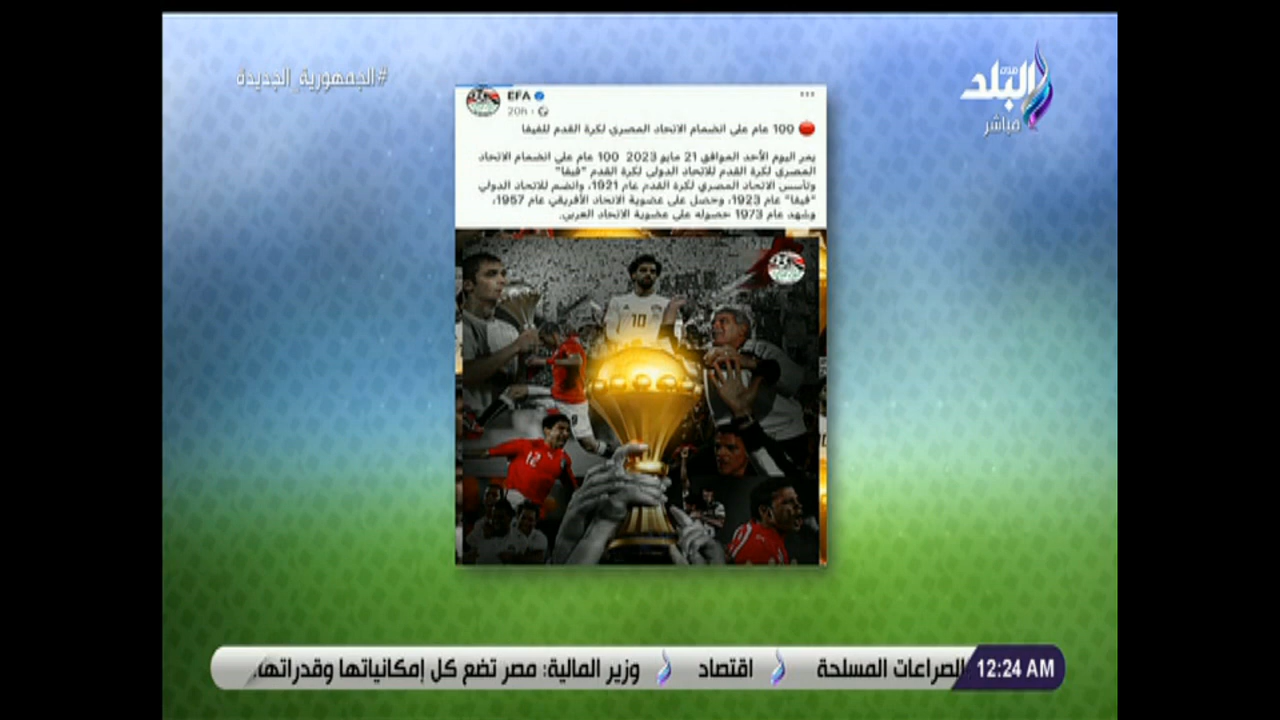 #الجمهورية_الجديدة
صدى
البلد
مباشر
EFA
20h
100 عام على انضمام الاتحاد المصري لكرة القدم للفيفا
يمر اليوم الأحد الموافق 21 مايو 2023 100 عام على انضمام الاتحاد
المصري لكرة القدم للاتحاد الدولي لكرة القدم "فيفا"
وتأسس الاتحاد المصري لكرة القدم عام 1921، وانضم للاتحاد الدولي
"فيفا" عام 1923، وحصل على عضوية الاتحاد الأفريقي عام 1957،
وشهد عام 1973 حصوله على عضوية الاتحاد العربي.
10
12
12:24 AM
الصراعات المسلحة اقتصاد وزير المالية: مصر تضع كل إمكانياتها وقدراتها